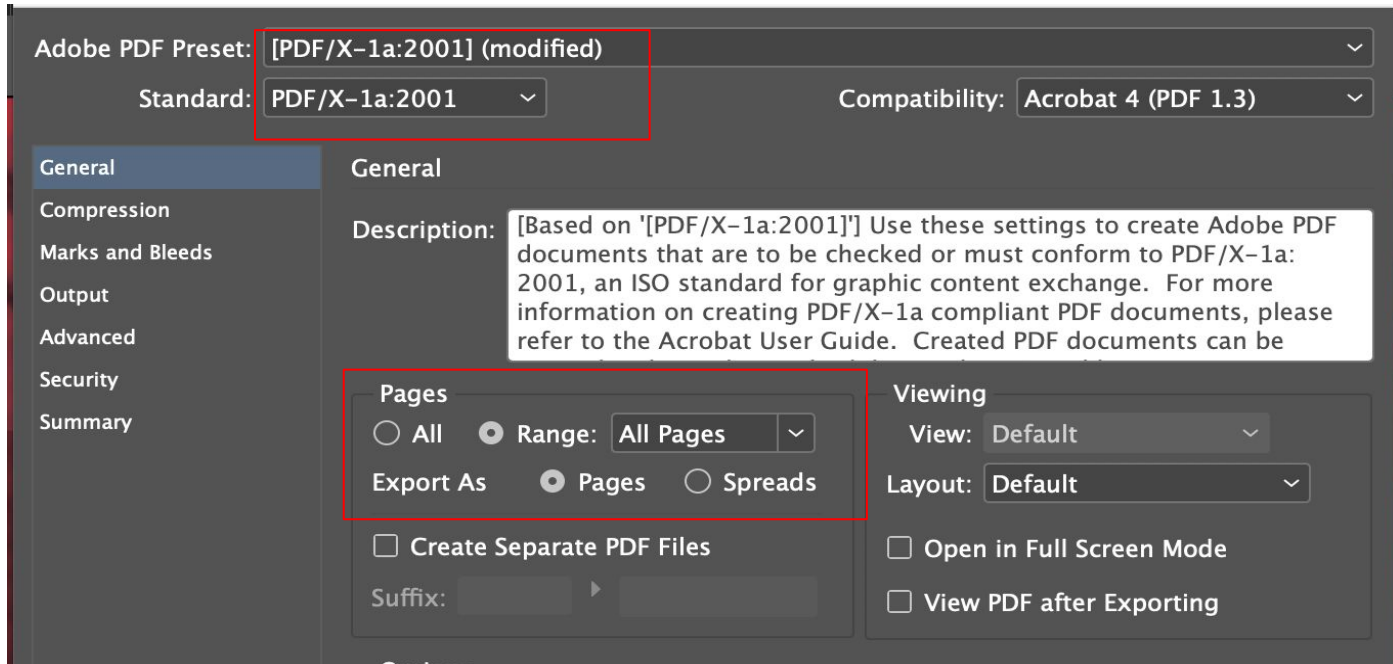 Adobe PDF Preset: [PDF/X-1a:2001] (modified)
Standard: PDF/X-1a:2001 Compatibility: Acrobat 4 (PDF 1.3)
General
Compression
Marks and Bleeds
Output
Advanced
Security
Summary
General
Description: [Based on '[PDF/X-1a:2001]'] Use these settings to create Adobe PDF
documents that are to be checked or must conform to PDF/X-1a:
2001, an ISO standard for graphic content exchange.  For more
information on creating PDF/X-1a compliant PDF documents, please
refer to the Acrobat User Guide.  Created PDF documents can be
Pages
All Range: All Pages
Export As Pages Spreads
Create Separate PDF Files
Suffix:
Viewing
View: Default
Layout: Default
Open in Full Screen Mode
View PDF after Exporting